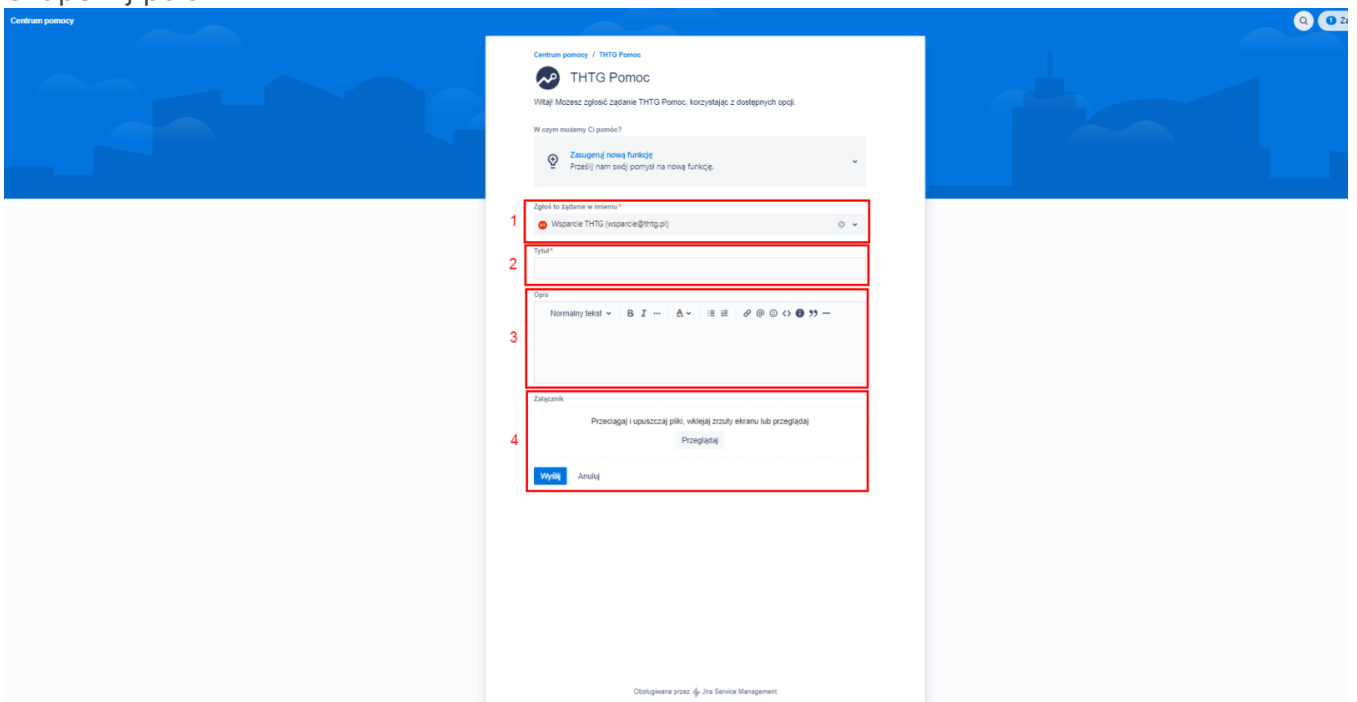 Centrum pomocy
1
Centrum pomocy / THTG Pomoc
THTG Pomoc
Witaj! Możesz zgłosić żądanie THTG Pomoc, korzystając z dostępnych opcji.
W czym możemy Ci pomóc?
Zasugeruj nową funkcję
Prześlij nam swój pomysł na nową funkcję.
Zgłoś to żądanie w imieniu*
1
Wsparcie THTG (wsparcie@thtg.pl)
Tytuł*
2
Opis
Normalny tekst B I ... A
3
Załącznik
Przeciągaj i upuszczaj pliki, wklejaj zrzuty ekranu lub przeglądaj
4
Przeglądaj
Wyślij Anuluj
Obsługiwane przez Jira Service Management